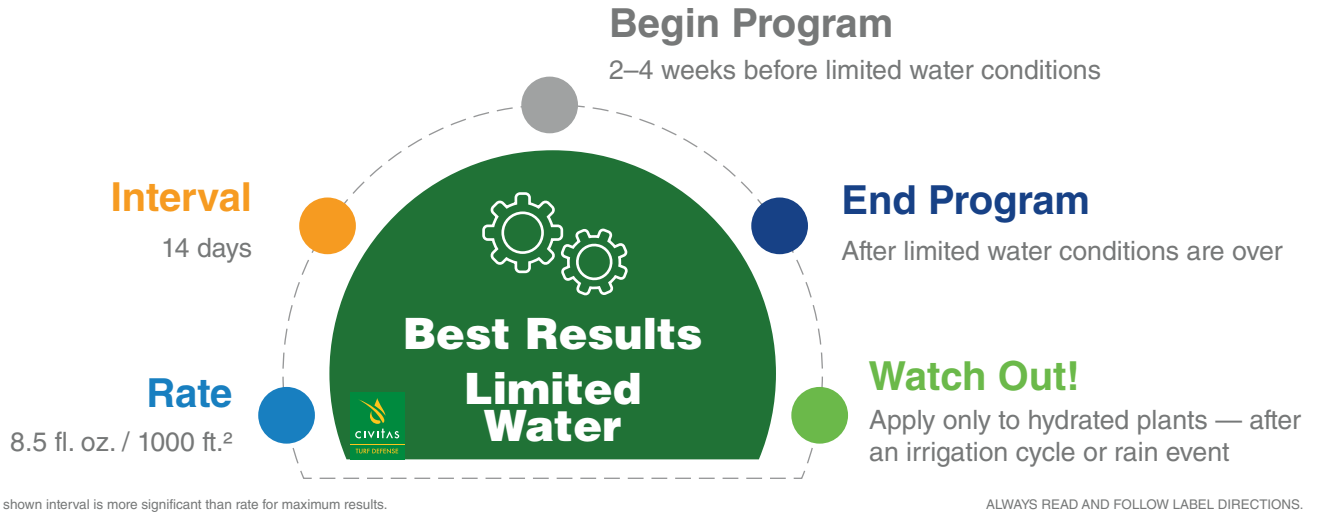 Begin Program
2–4 weeks before limited water conditions
Interval
14 days
End Program
After limited water conditions are over
Best Results
Limited
Water
Rate
8.5 fl. oz. / 1000 ft.²
CIVITAS
TURF DEFENSE
Watch Out!
Apply only to hydrated plants — after
an irrigation cycle or rain event
shown interval is more significant than rate for maximum results.
ALWAYS READ AND FOLLOW LABEL DIRECTIONS.